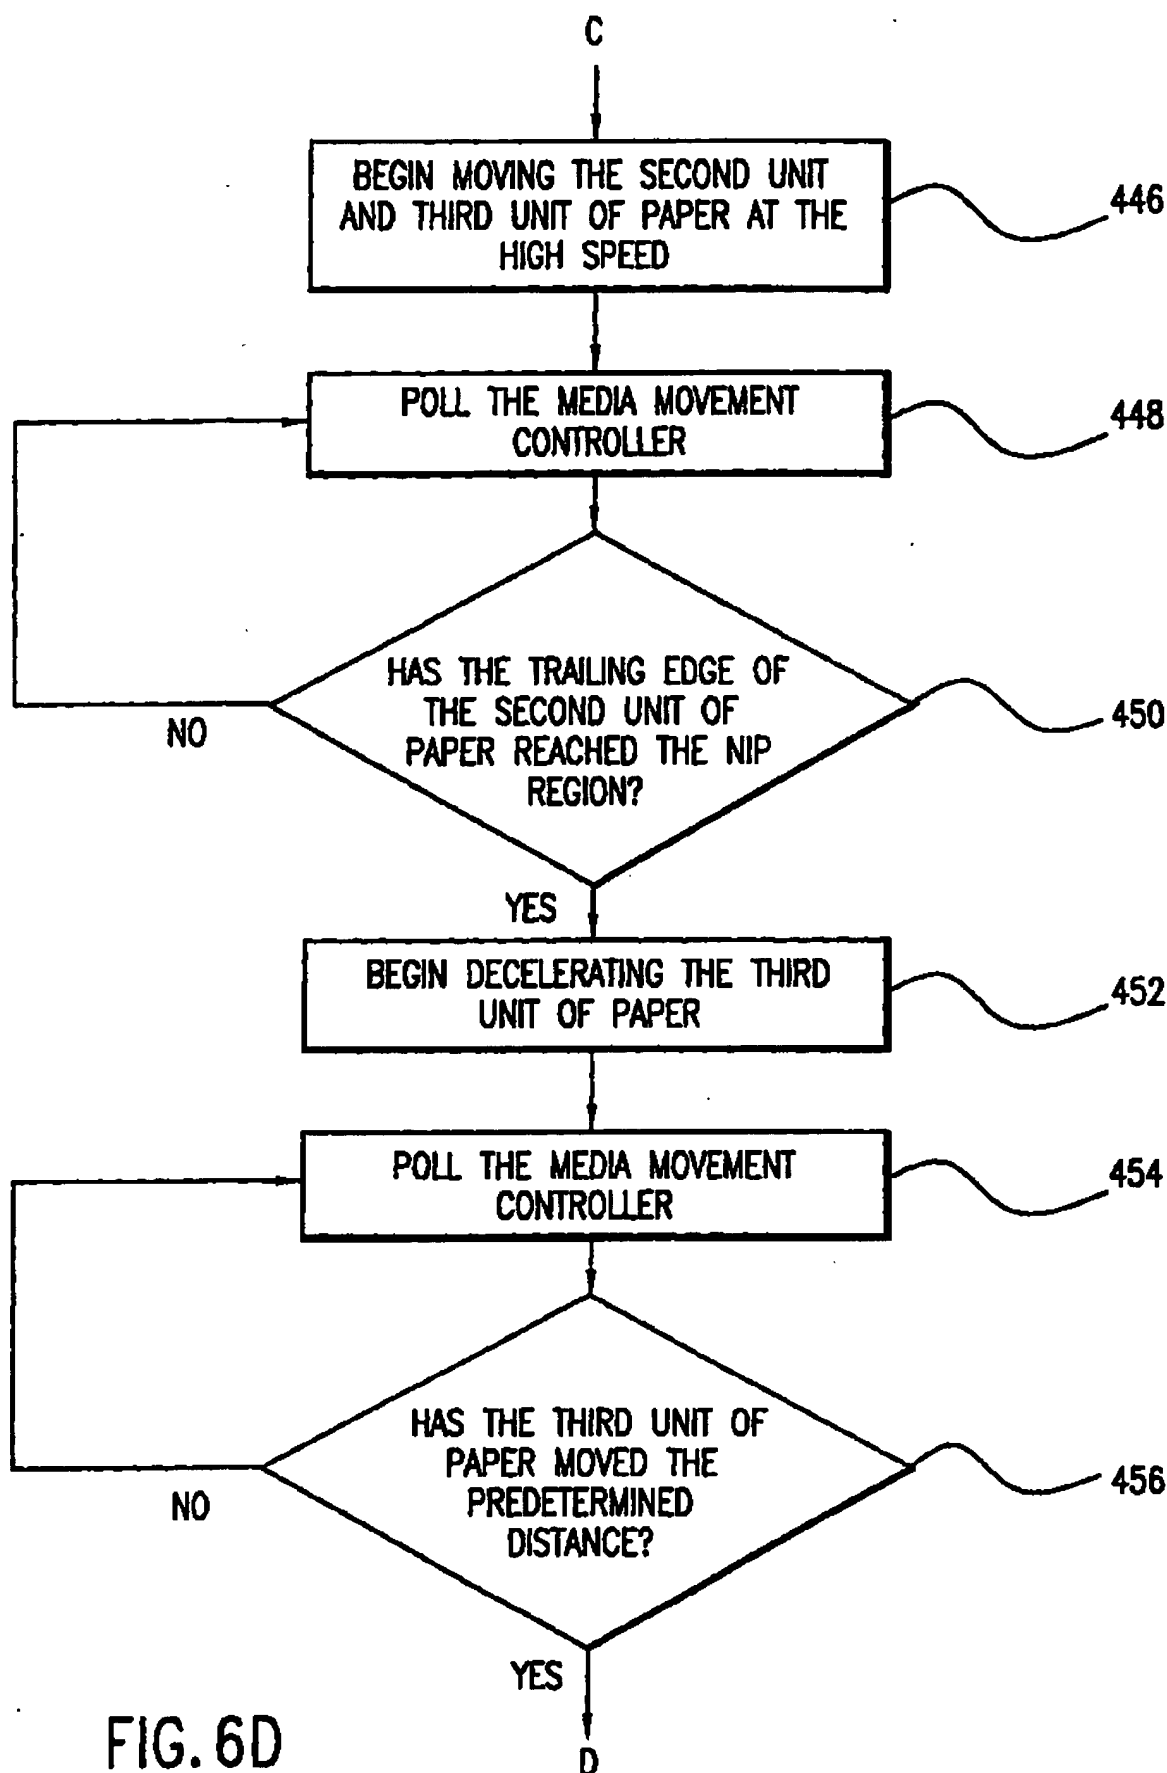 C
BEGIN MOVING THE SECOND UNIT
AND THIRD UNIT OF PAPER AT THE
HIGH SPEED
446
POLL THE MEDIA MOVEMENT
CONTROLLER
448
HAS THE TRAILING EDGE OF
THE SECOND UNIT OF
PAPER REACHED THE NIP
REGION?
450
NO
YES
BEGIN DECELERATING THE THIRD
UNIT OF PAPER
452
POLL THE MEDIA MOVEMENT
CONTROLLER
454
HAS THE THIRD UNIT OF
PAPER MOVED THE
PREDETERMINED
DISTANCE?
456
NO
YES
D
FIG. 6D